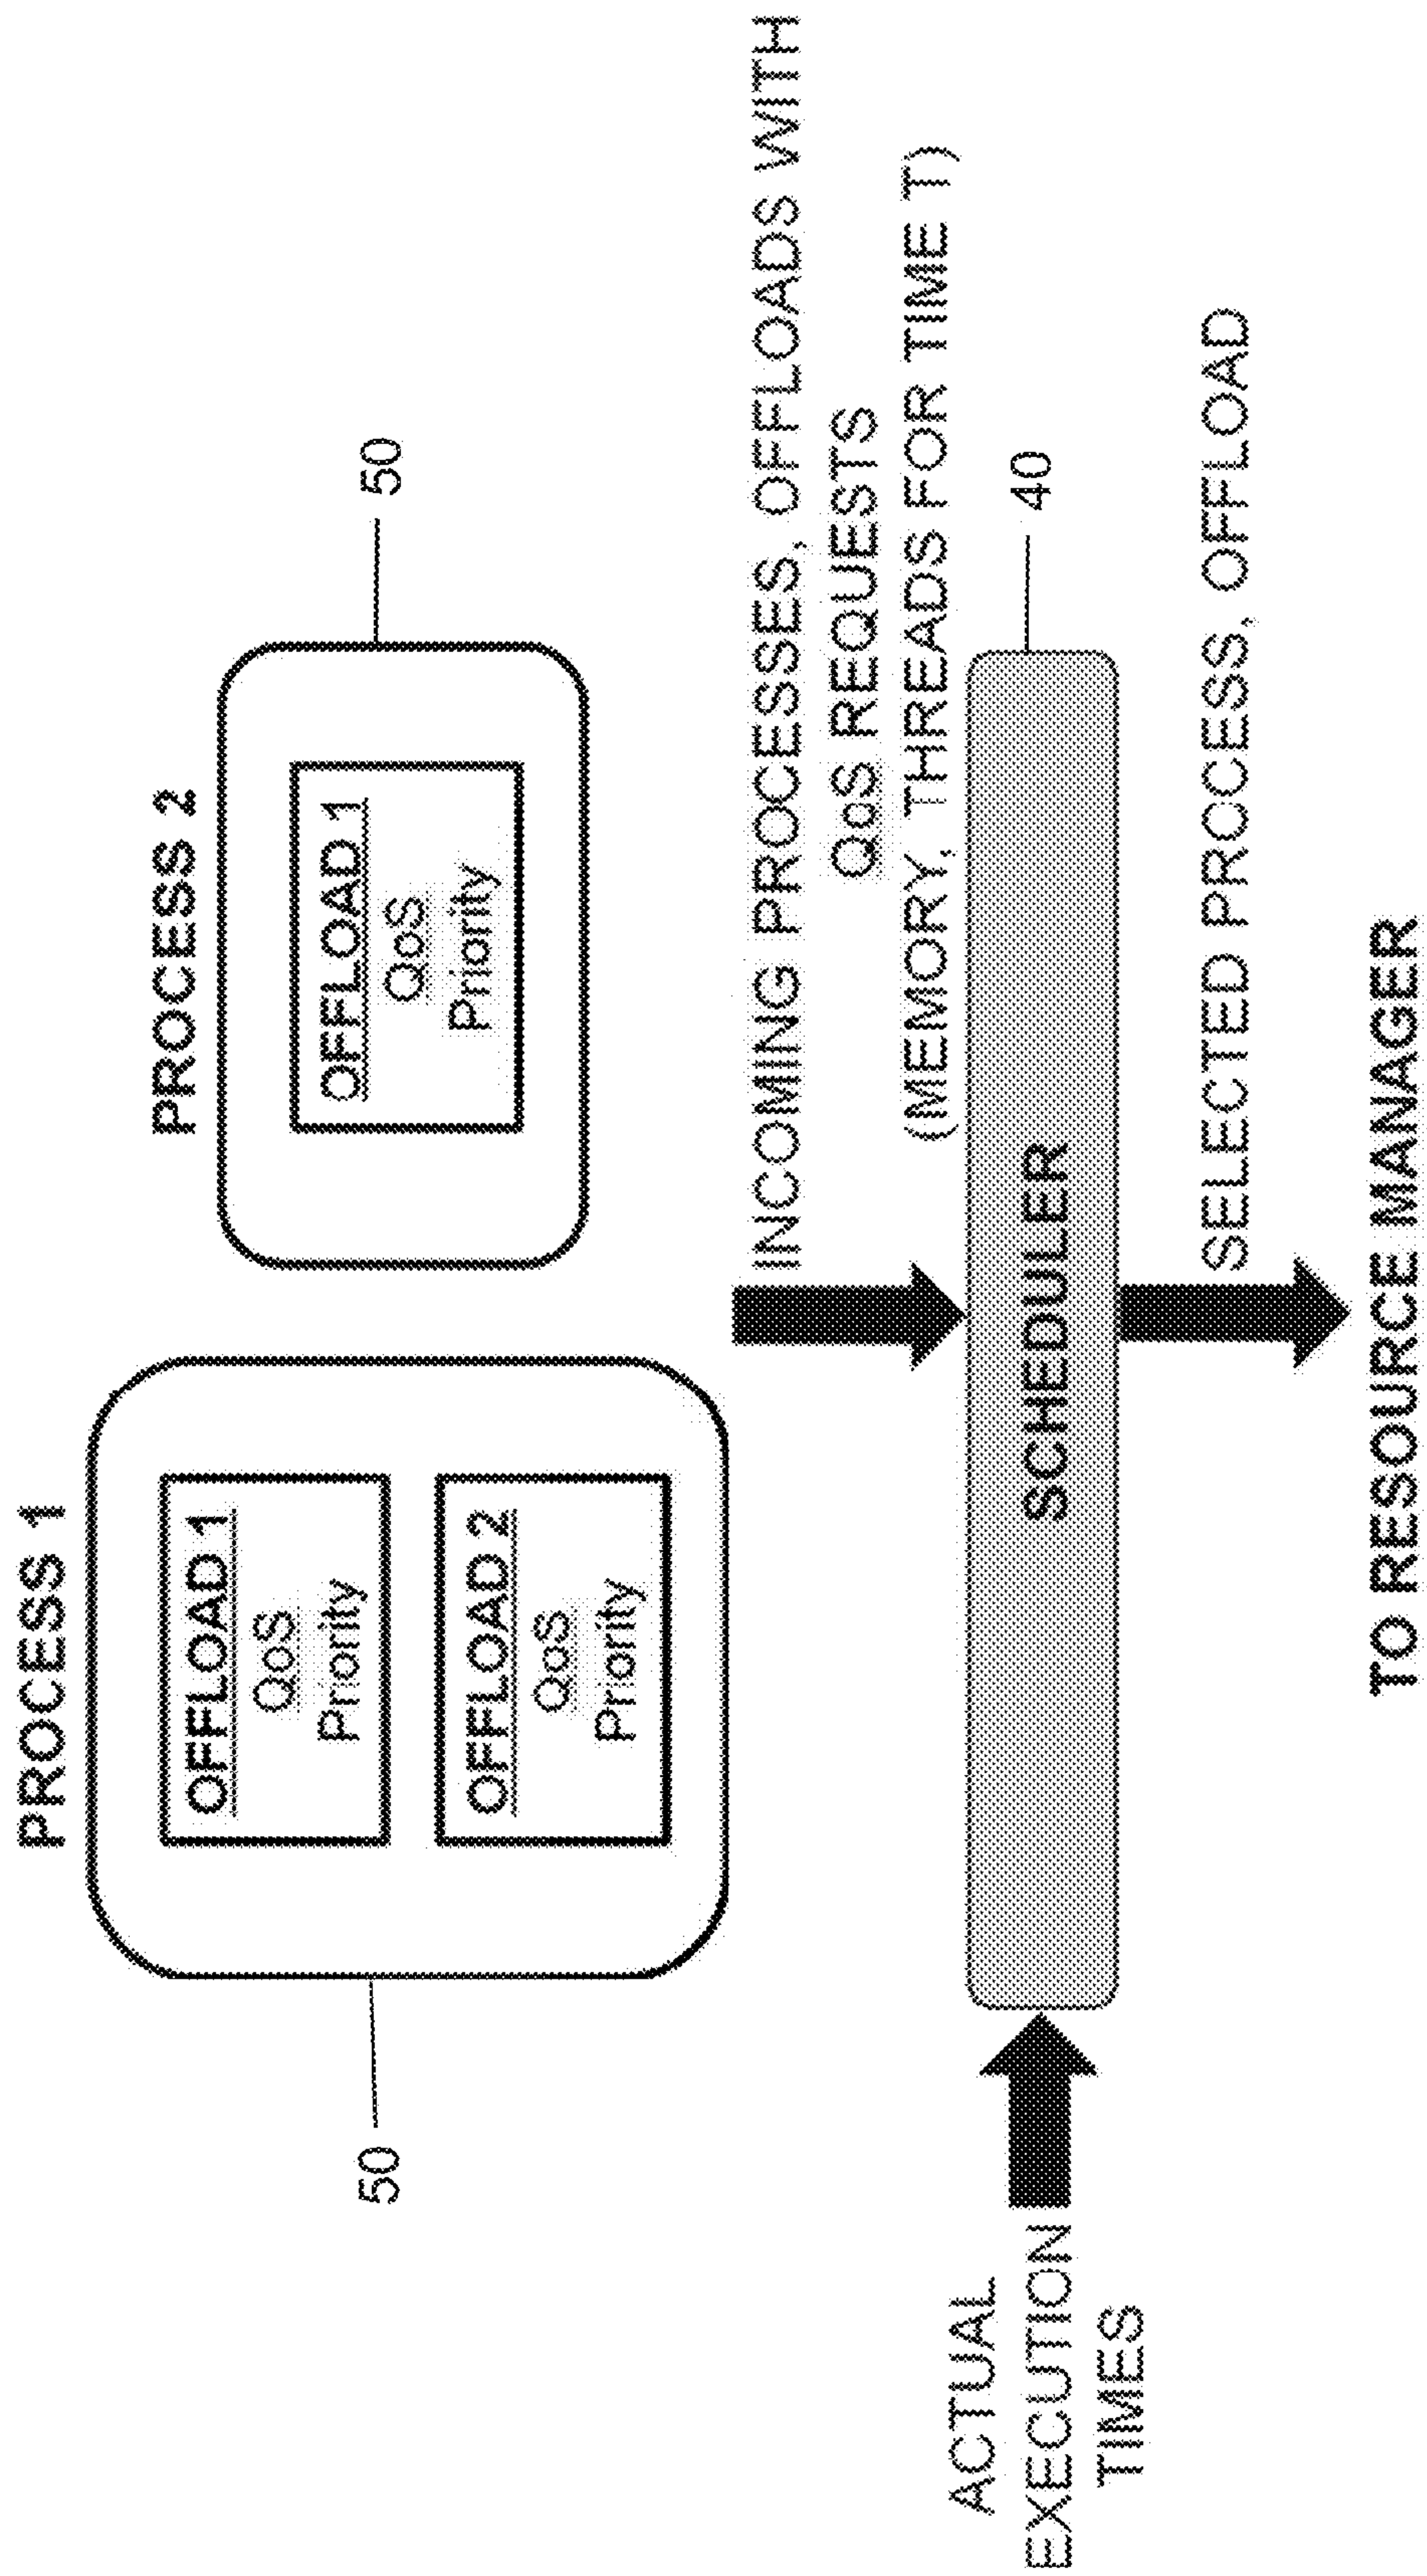 PROCESS 1
OFFLOAD 1
QoS
Priority
OFFLOAD 2
QoS
Priority
50
PROCESS 2
OFFLOAD 1
QoS
Priority
50
INCOMING PROCESSES, OFFLOADS WITH
QoS REQUESTS
(MEMORY, THREADS FOR TIME T)
ACTUAL
EXECUTION
TIMES
SCHEDULER
40
SELECTED PROCESS, OFFLOAD
TO RESOURCE MANAGER